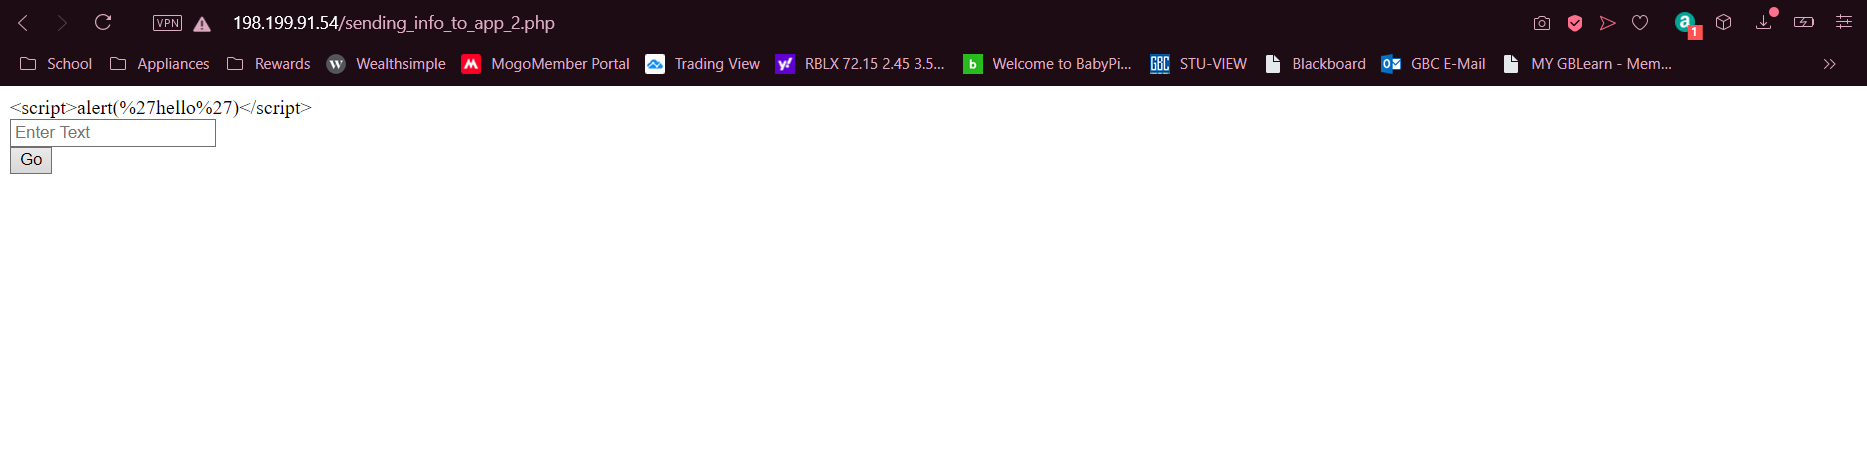 VPN 198.199.91.54/sending_info_to_app_2.php a 1
School Appliances Rewards W Wealthsimple M MogoMember Portal Trading View y! RBLX 72.15 2.45 3.5... b Welcome to BabyPi... GBC STU-VIEW Blackboard O GBC E-Mail MY GBLearn - Mem... »
<script>alert(%27hello%27)</script>
Enter Text
Go